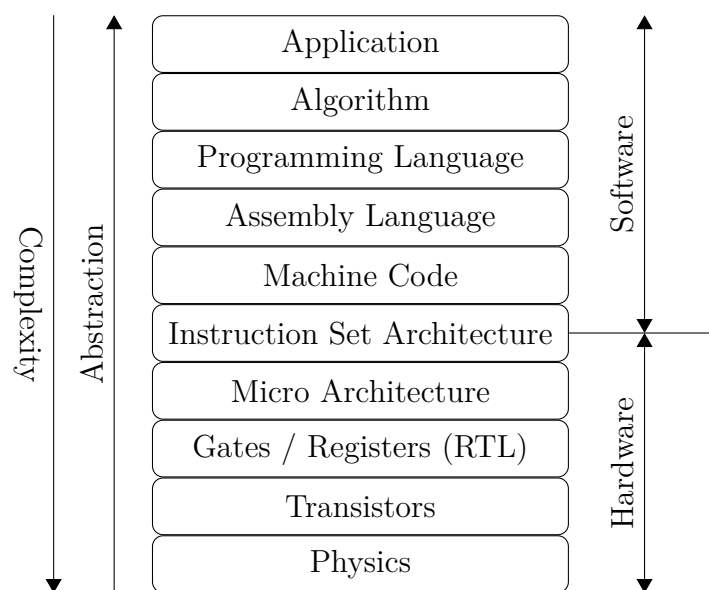 Application
Algorithm
Programming Language
Assembly Language
Machine Code
Instruction Set Architecture
Micro Architecture
Gates / Registers (RTL)
Transistors
Physics
Complexity
Abstraction
Software
Hardware